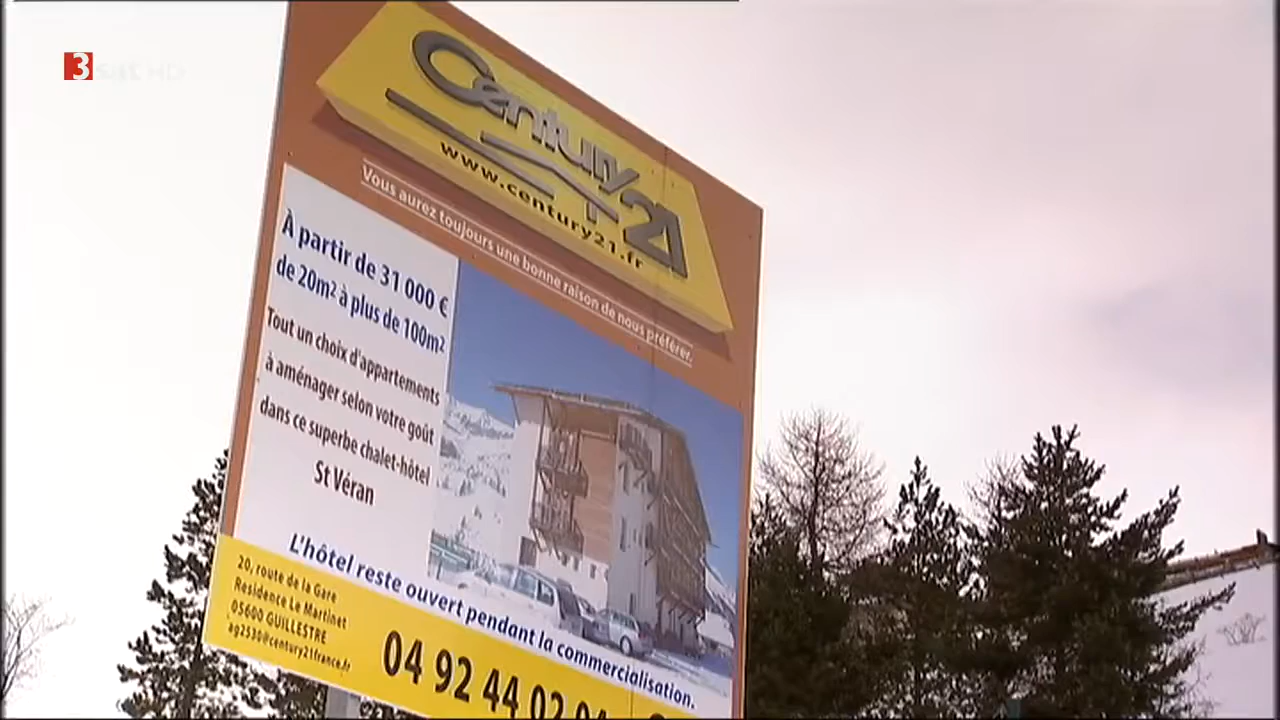 3sat HD
Century 21
www.century21.fr
Vous aurez toujours une bonne raison de nous préférer.
À partir de 31 000 €
de 20m² à plus de 100m²
Tout un choix d'appartements
à aménager selon votre goût
dans ce superbe chalet-hôtel
St Véran
L'hôtel reste ouvert pendant la commercialisation.
20, route de la Gare
Residence Le Martinet
05600 GUILLESTRE
ag2530@century21france.fr
04 92 44 02